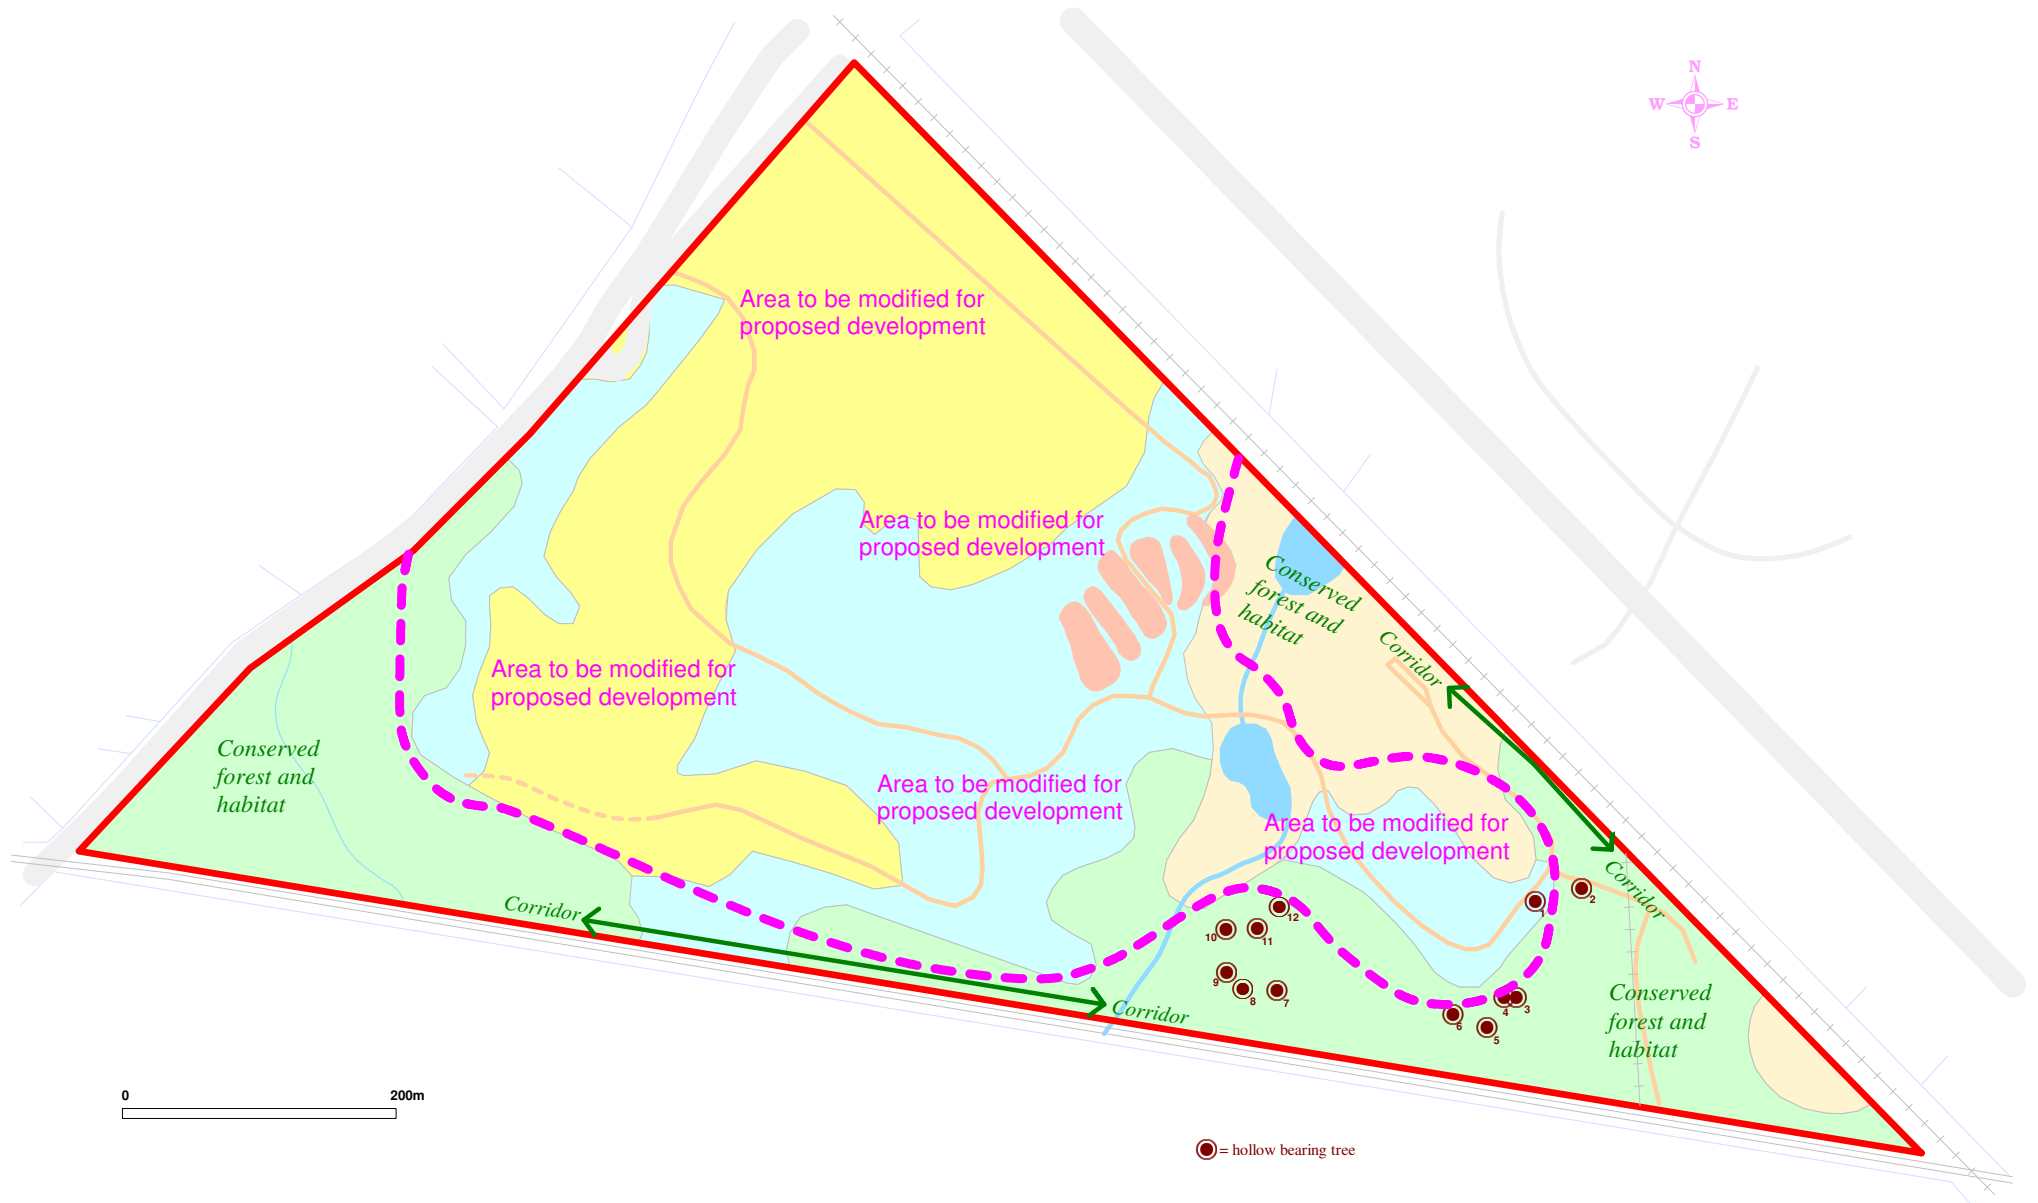 N
W E
S
Area to be modified for
proposed development
Area to be modified for
proposed development
Conserved
forest and
habitat
Corridor
Area to be modified for
proposed development
Conserved
forest and
habitat
Area to be modified for
proposed development
Area to be modified for
proposed development
Corridor
Corridor
Corridor
1
2
12
10
11
9
8
7
4
3
6
5
Conserved
forest and
habitat
0 200m
= hollow bearing tree